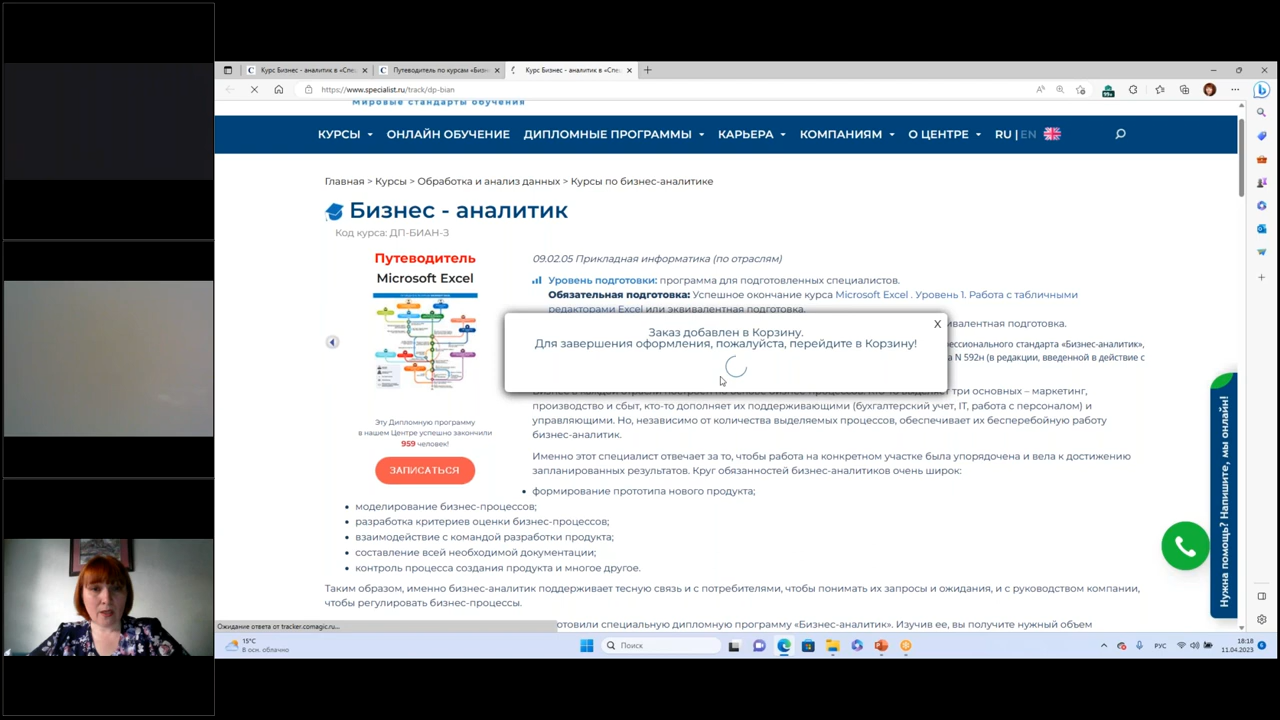 Курс Бизнес - аналитик в «Спец
Путеводитель по курсам «Бизн
Курс Бизнес - аналитик в «Спец
https://www.specialist.ru/track/dp-bian
Мировые стандарты обучения
КУРСЫ ОНЛАЙН ОБУЧЕНИЕ ДИПЛОМНЫЕ ПРОГРАММЫ КАРЬЕРА КОМПАНИЯМ О ЦЕНТРЕ RU | EN
Главная > Курсы > Обработка и анализ данных > Курсы по бизнес-аналитике
Бизнес - аналитик
Код курса: ДП-БИАН-З
Путеводитель
Microsoft Excel
Эту Дипломную программу
в нашем Центре успешно закончили
959 человек!
ЗАПИСАТЬСЯ
09.02.05 Прикладная информатика (по отраслям)
Уровень подготовки: программа для подготовленных специалистов.
Обязательная подготовка: Успешное окончание курса Microsoft Excel . Уровень 1. Работа с табличными
редакторами Excel или эквивалентная подготовка.
ивалентная подготовка.
Заказ добавлен в Корзину.
X
Для завершения оформления, пожалуйста, перейдите в Корзину!
фессионального стандарта «Бизнес-аналитик»,
а N 592н (в редакции, введенной в действие с
производство и сбыт, кто-то дополняет их поддерживающими (бухгалтерский учет, IT, работа с персоналом) и
управляющими. Но, независимо от количества выделяемых процессов, обеспечивает их бесперебойную работу
бизнес-аналитик.
Именно этот специалист отвечает за то, чтобы работа на конкретном участке была упорядочена и вела к достижению
запланированных результатов. Круг обязанностей бизнес-аналитиков очень широк:
формирование прототипа нового продукта;
моделирование бизнес-процессов;
разработка критериев оценки бизнес-процессов;
взаимодействие с командой разработки продукта;
составление всей необходимой документации;
контроль процесса создания продукта и многое другое.
Таким образом, именно бизнес-аналитик поддерживает тесную связь и с потребителями, чтобы понимать их запросы и ожидания, и с руководством компании,
чтобы регулировать бизнес-процессы.
отовили специальную дипломную программу «Бизнес-аналитик». Изучив ее, вы получите нужный объем
Нужна помощь? Напишите, мы онлайн!
Ожидание ответа от tracker.comagic.ru...
15°C
В осн. облачно
Поиск
РУС
18:18
11.04.2023